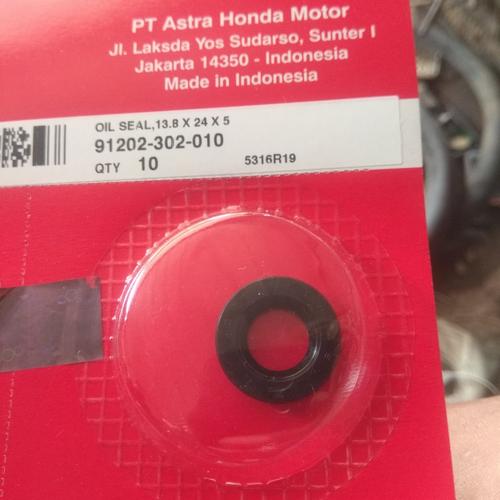 PT Astra Honda Motor
Jl. Laksda Yos Sudarso, Sunter I
Jakarta 14350 - Indonesia
Made in Indonesia
OIL SEAL,13.8 X 24 X 5
91202-302-010
QTY 10 5316R19